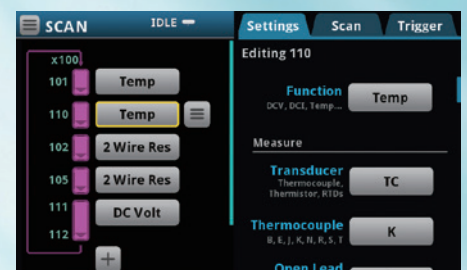 SCAN
IDLE
x100
101 Temp
110 Temp
102 2 Wire Res
105 2 Wire Res
111 DC Volt
112
+
Settings Scan Trigger
Editing 110
Function
DCV, DCI, Temp...
Temp
Measure
Transducer
Thermocouple,
Thermistor, RTDs
TC
Thermocouple
B, E, J, K, N, R, S, T
K
Open Lead